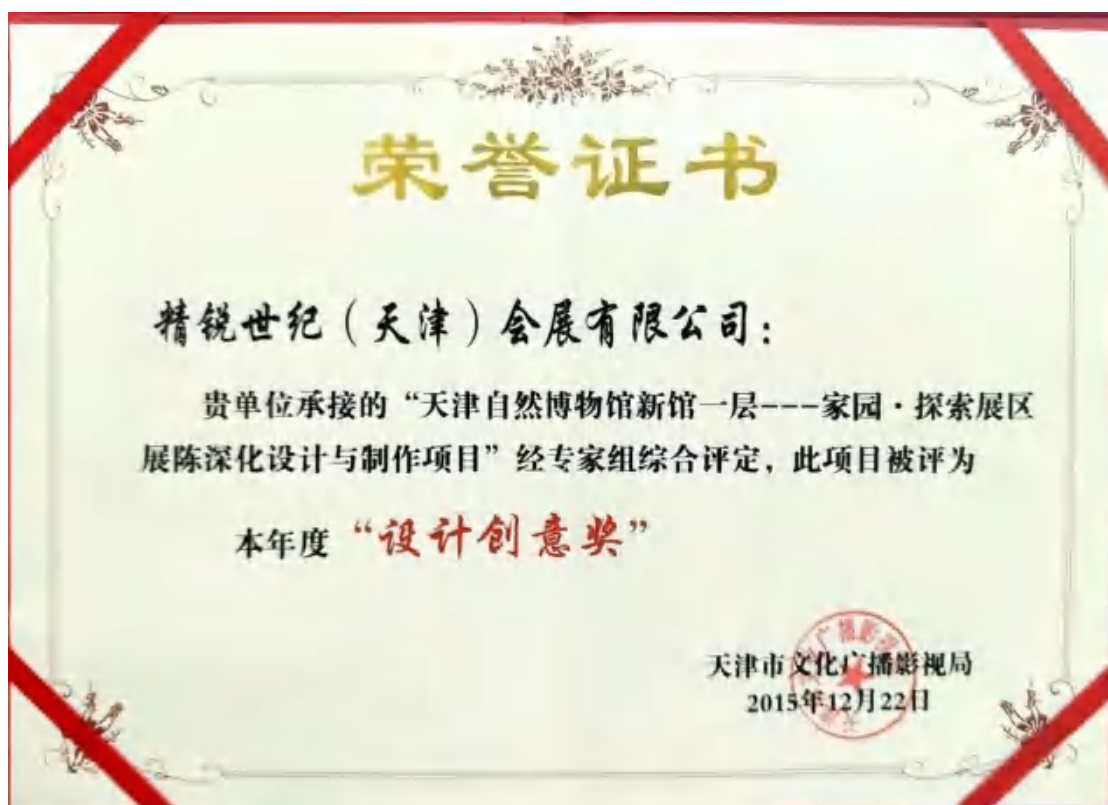 荣誉证书
精锐世纪（天津）会展有限公司：
贵单位承接的“天津自然博物馆新馆一层---家园·探索展区
展陈深化设计与制作项目”经专家组综合评定，此项目被评为
本年度“设计创意奖”
天津市文化广播影视局
2015年12月22日